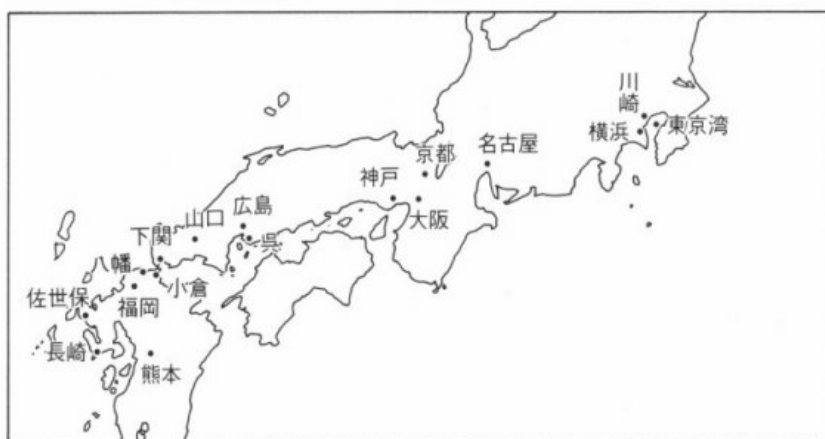 川崎
横浜
東京湾
名古屋
京都
神戸
大阪
広島
呉
山口
下関
八幡
小倉
福岡
佐世保
長崎
熊本